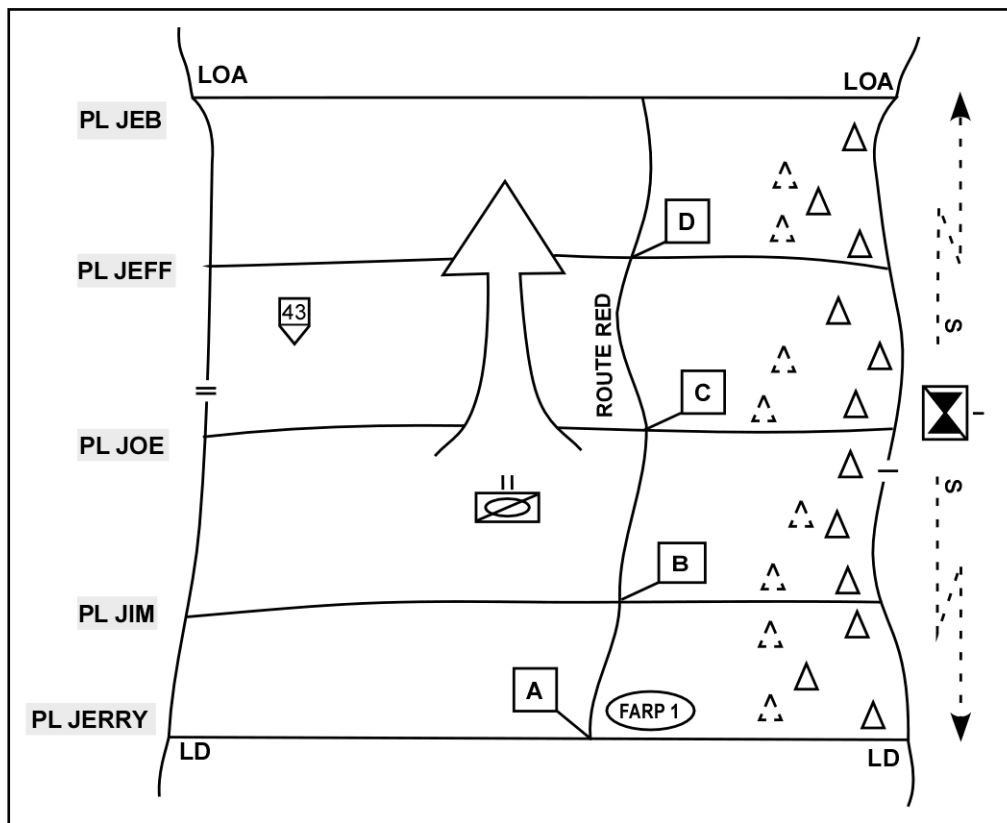 LOA
LOA
PL JEB
D
PL JEFF
43
ROUTE RED
S
C
PL JOE
S
B
PL JIM
A
FARP 1
PL JERRY
LD
LD